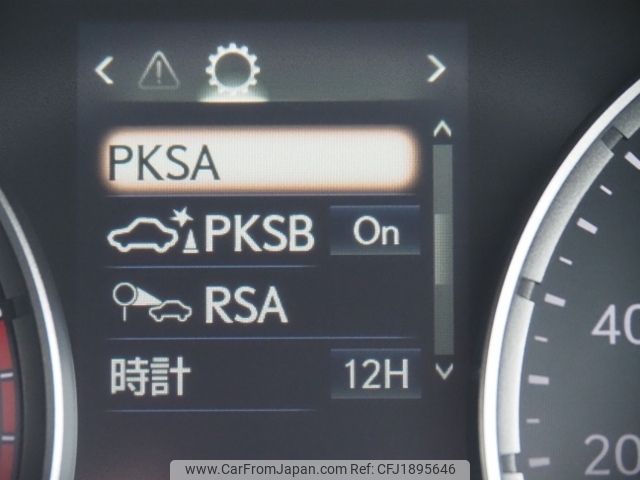 PKSA
PKSB On
RSA
時計 12H
40
20
www.CarFromJapan.com Ref:CFJ1895646